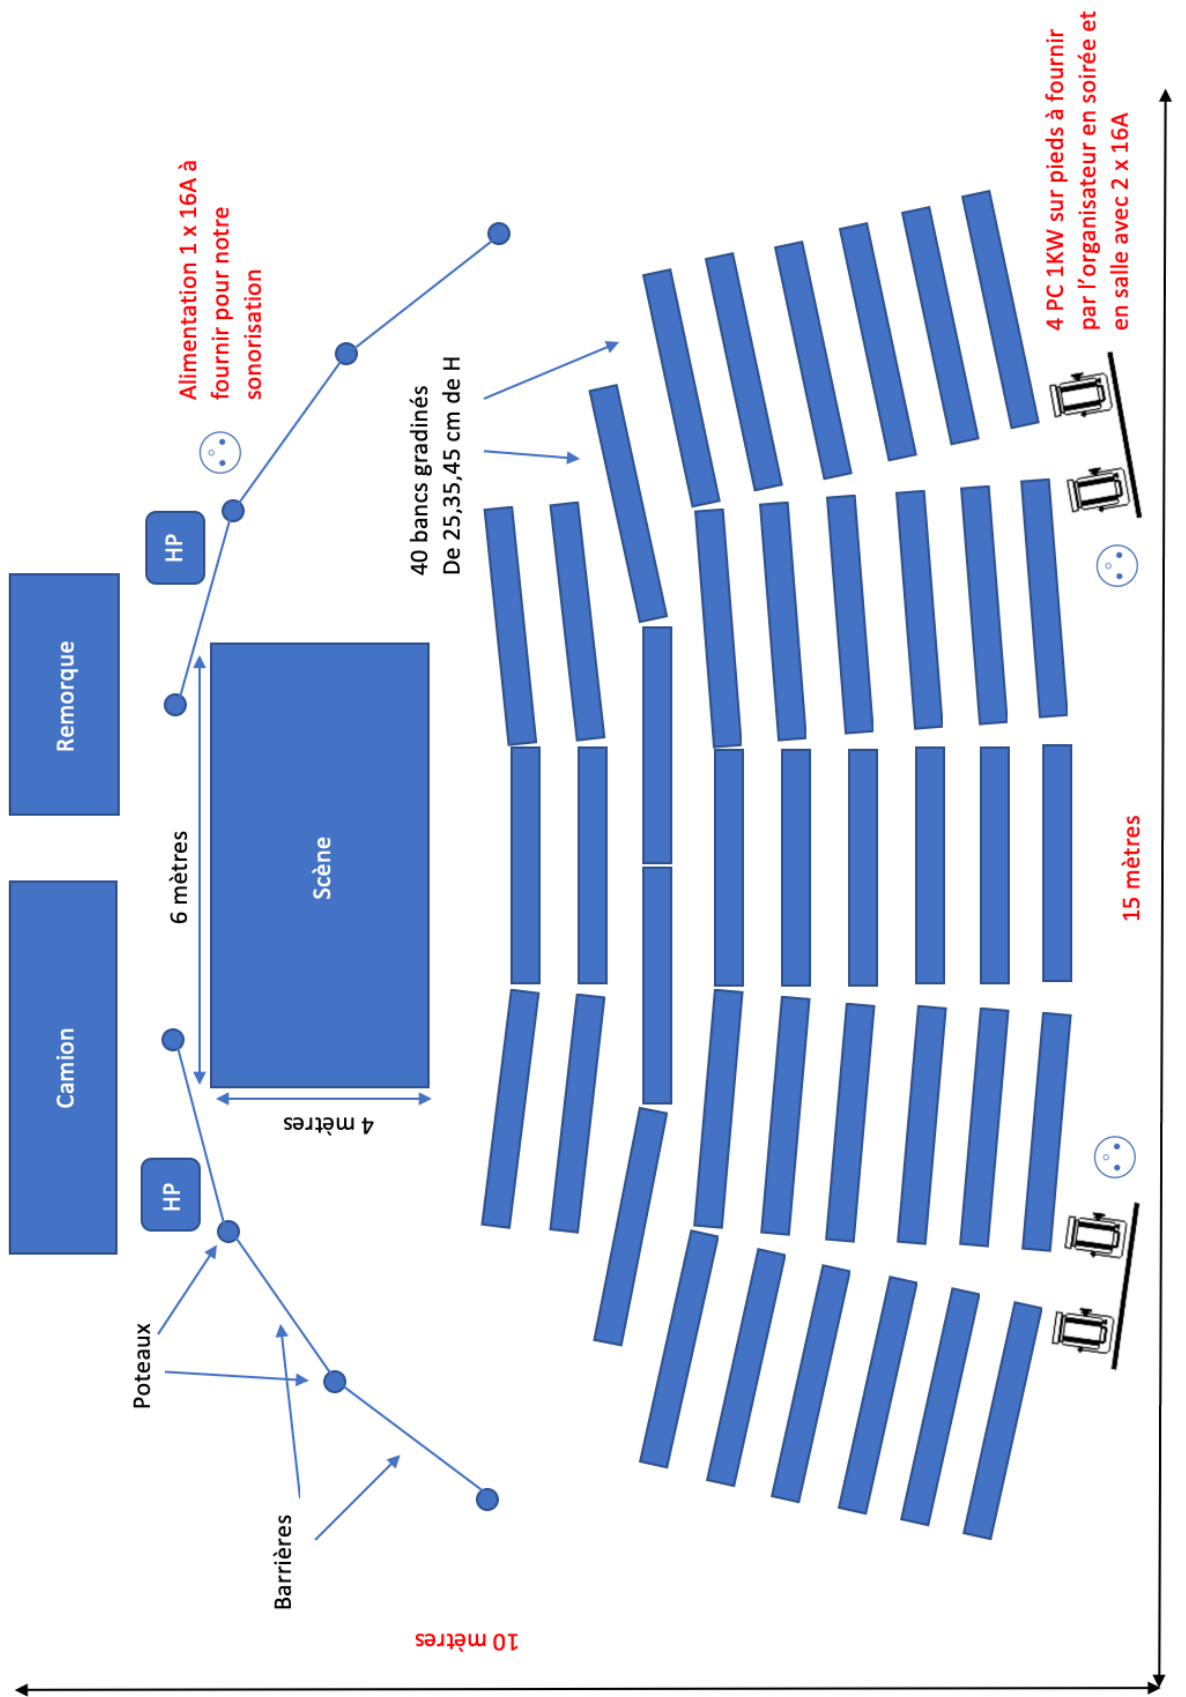 Camion
Remorque
HP
HP
6 mètres
4 mètres
Scène
Poteaux
Barrières
Alimentation 1 x 16A à
fournir pour notre
sonorisation
40 bancs gradinés
De 25,35,45 cm de H
10 mètres
15 mètres
4 PC 1KW sur pieds à fournir
par l’organisateur en soirée et
en salle avec 2 x 16A